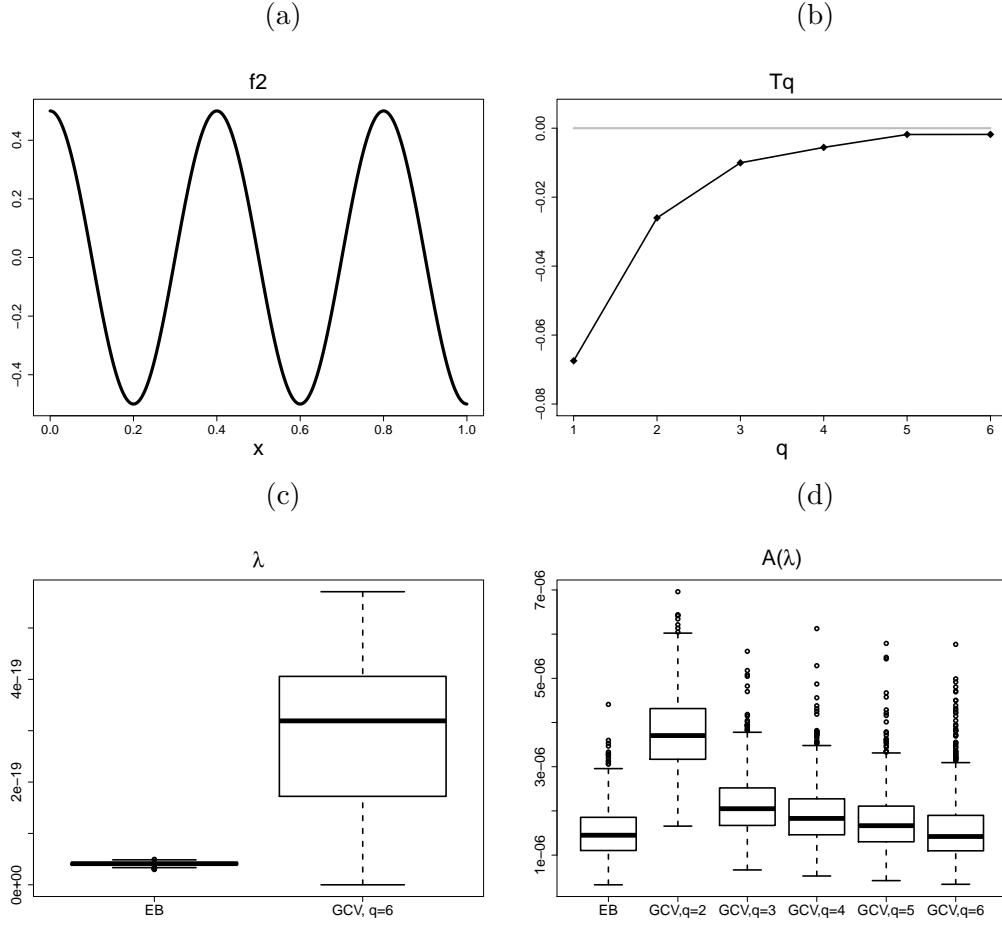 (a)
(b)
f2
0.4
0.2
0.0
−0.2
−0.4
0.0 0.2 0.4 0.6 0.8 1.0
x
Tq
0.00
−0.02
−0.04
−0.06
−0.08
1 2 3 4 5 6
q
(c)
(d)
λ
4e−19
2e−19
0e+00
EB GCV, q=6
A(λ)
7e−06
5e−06
3e−06
1e−06
EB GCV,q=2 GCV,q=3 GCV,q=4 GCV,q=5 GCV,q=6